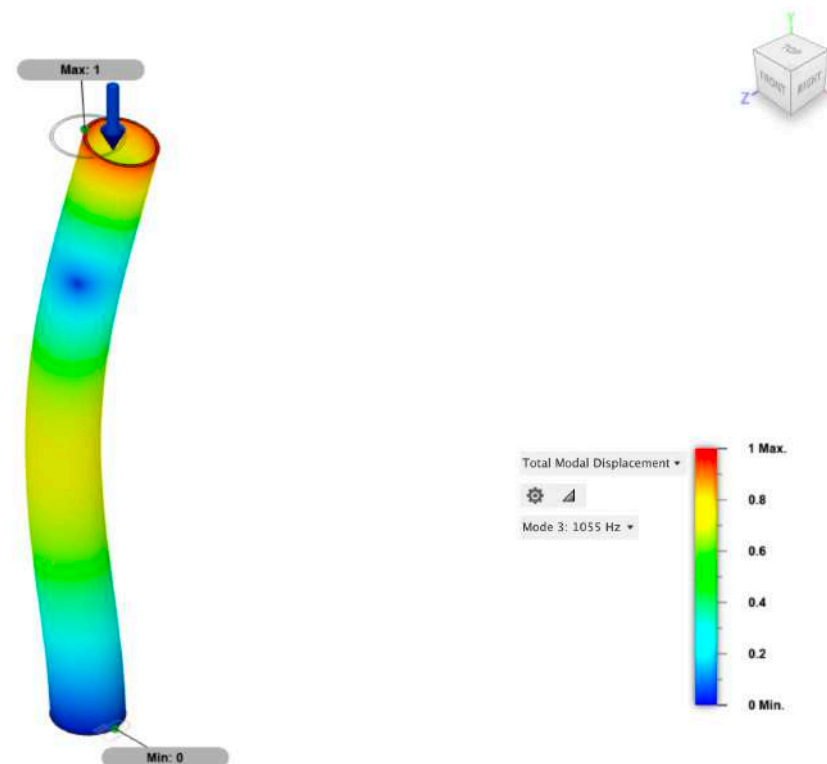 Y
TOP
FRONT
RIGHT
Z
Max: 1
Total Modal Displacement
Mode 3: 1055 Hz
1 Max.
0.8
0.6
0.4
0.2
0 Min.
Min: 0